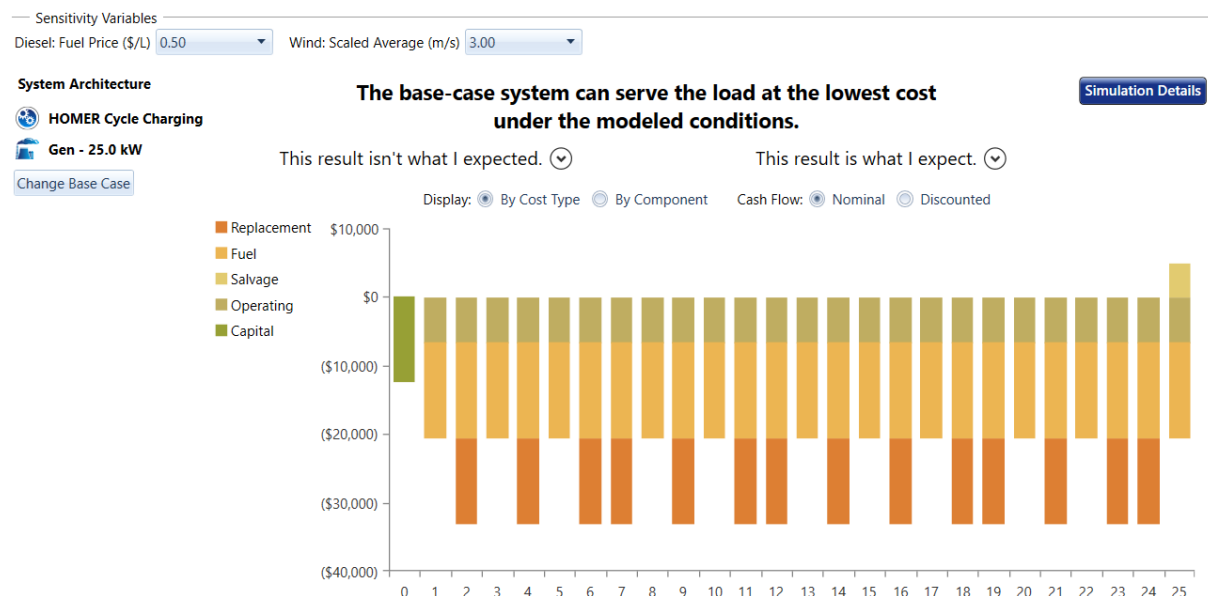 Sensitivity Variables
Diesel: Fuel Price ($/L) 0.50 Wind: Scaled Average (m/s) 3.00
System Architecture
HOMER Cycle Charging
Gen - 25.0 kW
Change Base Case
The base-case system can serve the load at the lowest cost
under the modeled conditions.
Simulation Details
This result isn't what I expected. This result is what I expect.
Display: By Cost Type By Component Cash Flow: Nominal Discounted
Replacement
Fuel
Salvage
Operating
Capital
$10,000
$0
($10,000)
($20,000)
($30,000)
($40,000)
0 1 2 3 4 5 6 7 8 9 10 11 12 13 14 15 16 17 18 19 20 21 22 23 24 25